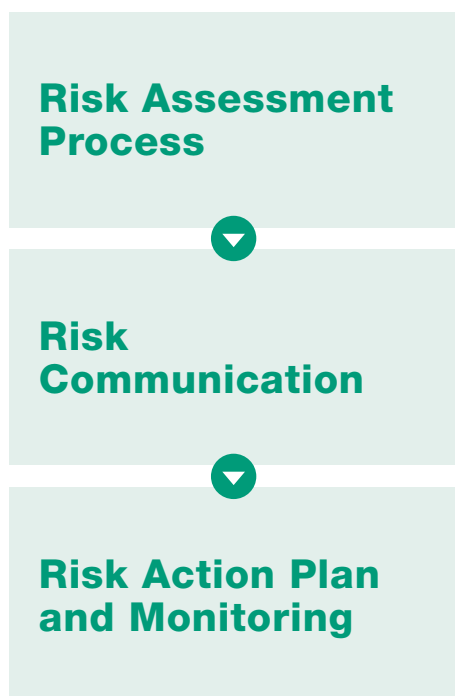 Risk Assessment
Process
Risk
Communication
Risk Action Plan
and Monitoring